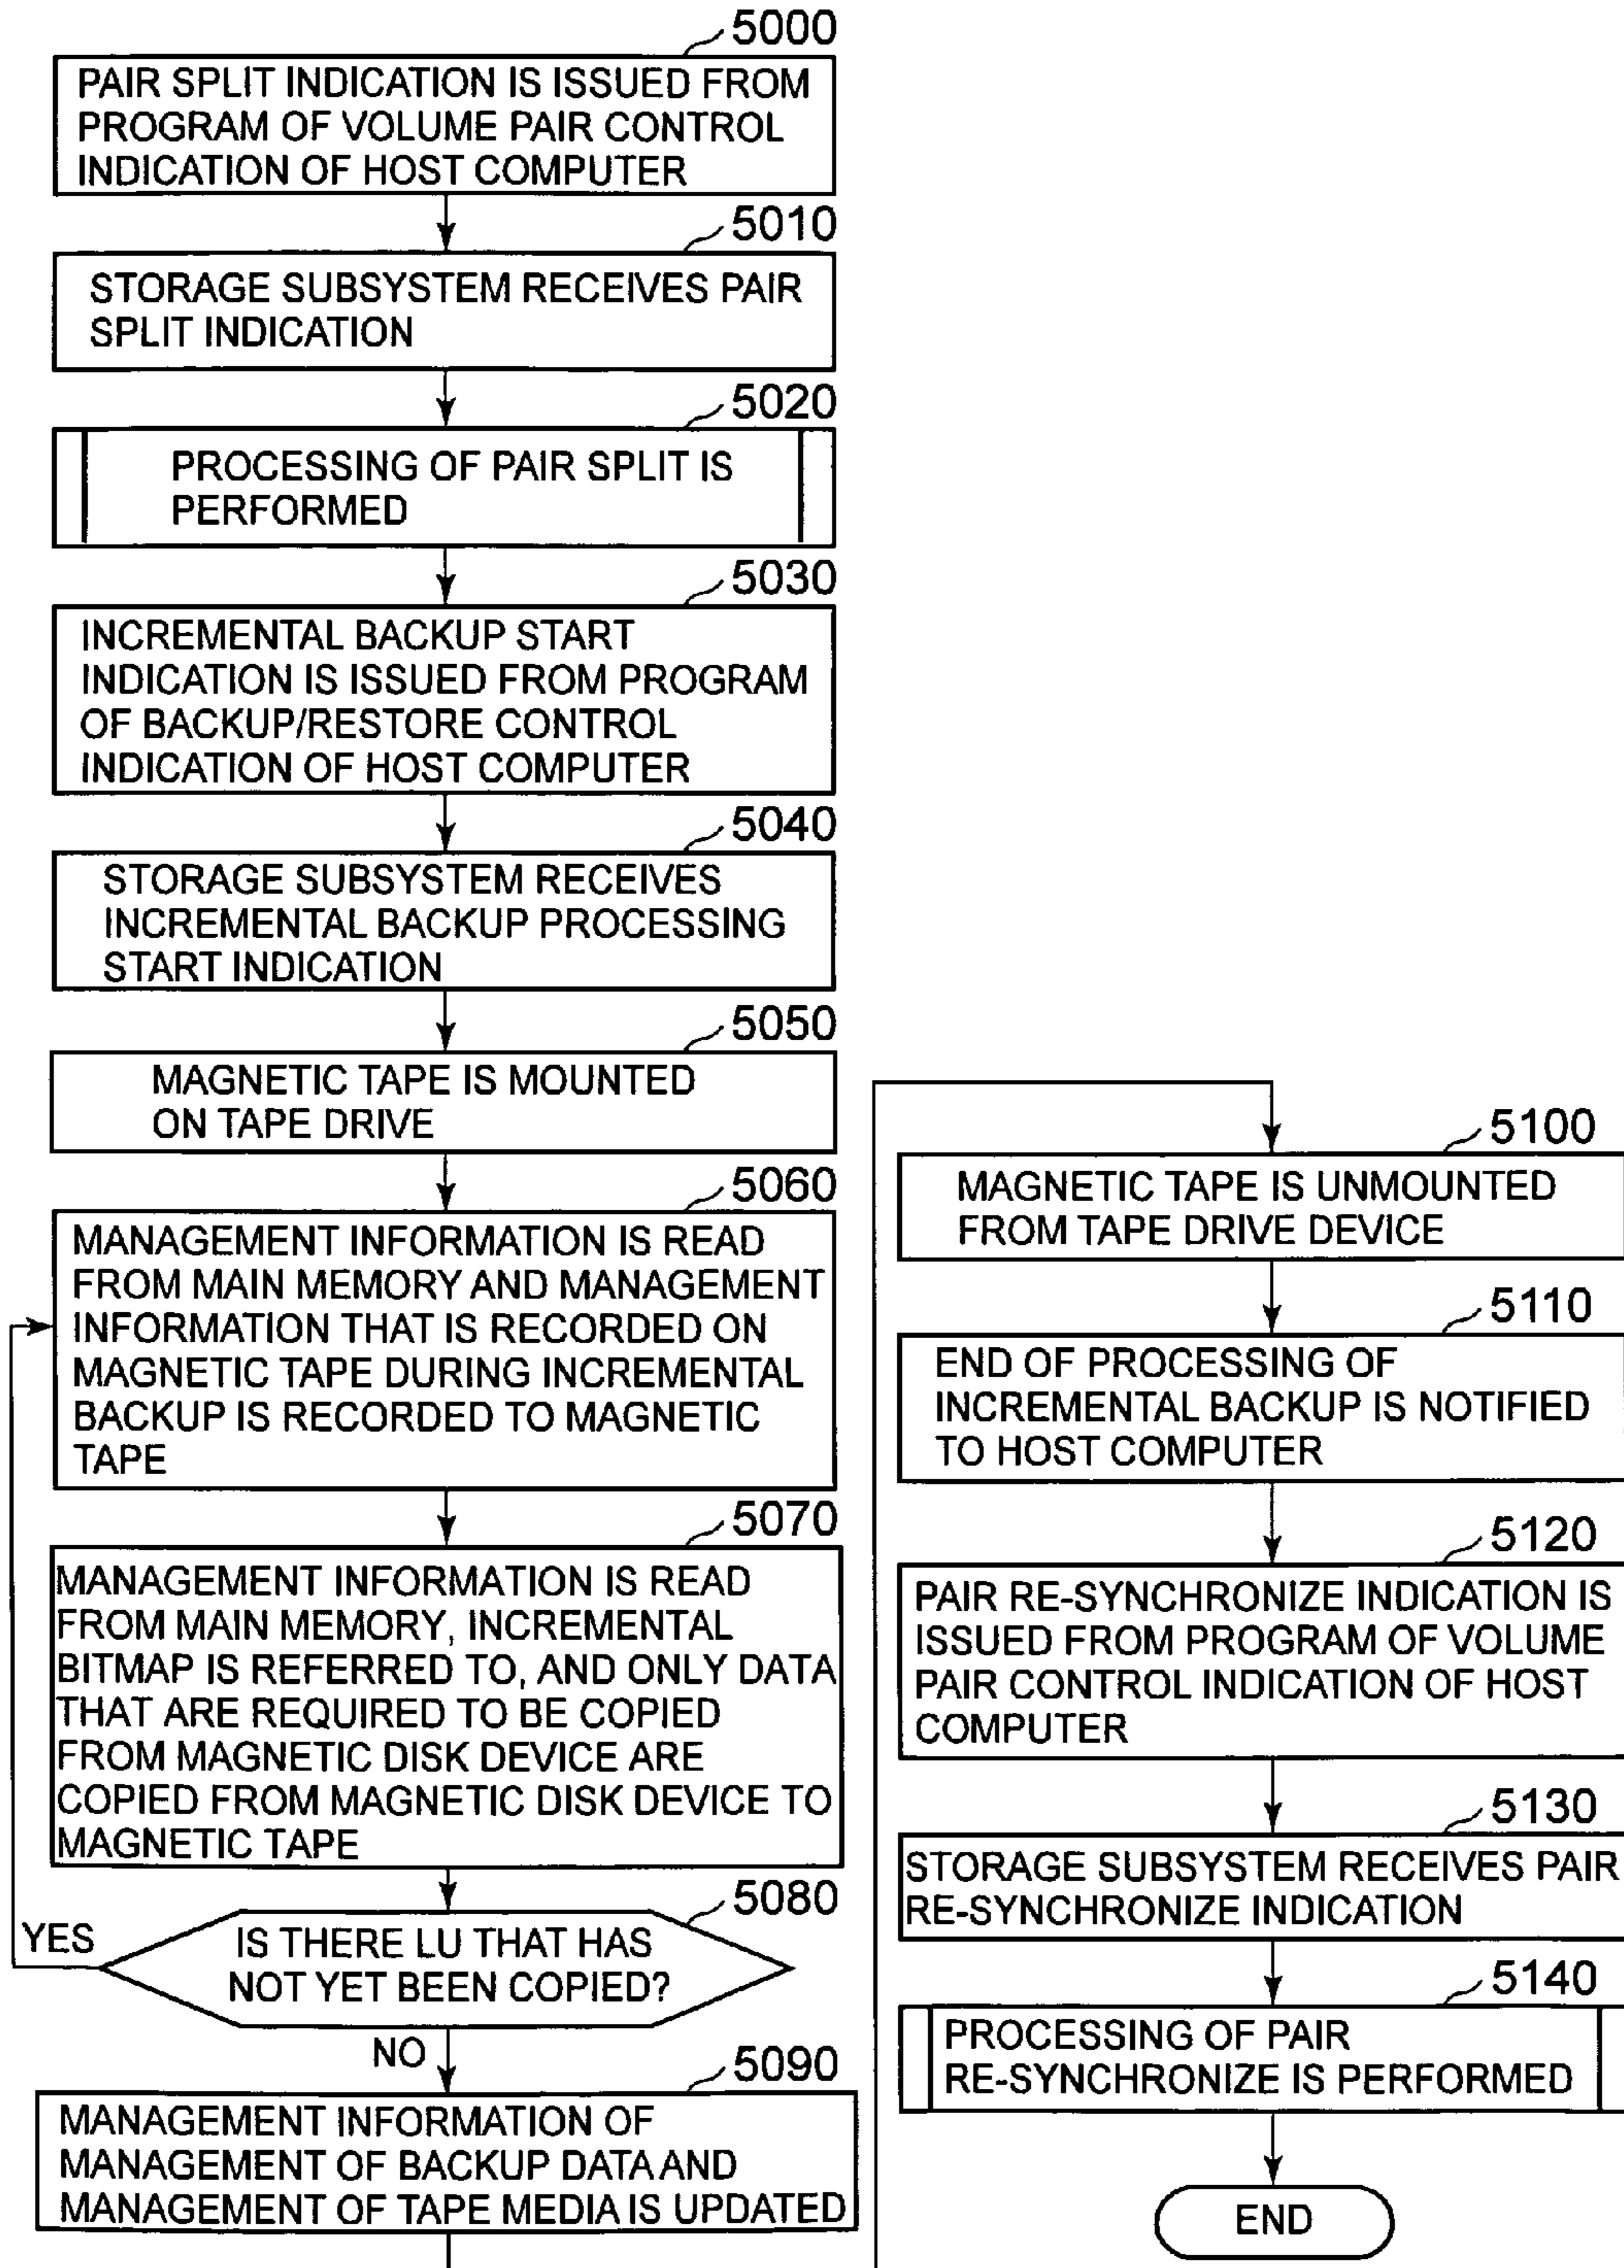 5000
PAIR SPLIT INDICATION IS ISSUED FROM
PROGRAM OF VOLUME PAIR CONTROL
INDICATION OF HOST COMPUTER
5010
STORAGE SUBSYSTEM RECEIVES PAIR
SPLIT INDICATION
5020
PROCESSING OF PAIR SPLIT IS
PERFORMED
5030
INCREMENTAL BACKUP START
INDICATION IS ISSUED FROM PROGRAM
OF BACKUP/RESTORE CONTROL
INDICATION OF HOST COMPUTER
5040
STORAGE SUBSYSTEM RECEIVES
INCREMENTAL BACKUP PROCESSING
START INDICATION
5050
MAGNETIC TAPE IS MOUNTED
ON TAPE DRIVE
5060
MANAGEMENT INFORMATION IS READ
FROM MAIN MEMORY AND MANAGEMENT
INFORMATION THAT IS RECORDED ON
MAGNETIC TAPE DURING INCREMENTAL
BACKUP IS RECORDED TO MAGNETIC
TAPE
5070
MANAGEMENT INFORMATION IS READ
FROM MAIN MEMORY, INCREMENTAL
BITMAP IS REFERRED TO, AND ONLY DATA
THAT ARE REQUIRED TO BE COPIED
FROM MAGNETIC DISK DEVICE ARE
COPIED FROM MAGNETIC DISK DEVICE TO
MAGNETIC TAPE
5080
YES
IS THERE LU THAT HAS
NOT YET BEEN COPIED?
NO
5090
MANAGEMENT INFORMATION OF
MANAGEMENT OF BACKUP DATA AND
MANAGEMENT OF TAPE MEDIA IS UPDATED
5100
MAGNETIC TAPE IS UNMOUNTED
FROM TAPE DRIVE DEVICE
5110
END OF PROCESSING OF
INCREMENTAL BACKUP IS NOTIFIED
TO HOST COMPUTER
5120
PAIR RE-SYNCHRONIZE INDICATION IS
ISSUED FROM PROGRAM OF VOLUME
PAIR CONTROL INDICATION OF HOST
COMPUTER
5130
STORAGE SUBSYSTEM RECEIVES PAIR
RE-SYNCHRONIZE INDICATION
5140
PROCESSING OF PAIR
RE-SYNCHRONIZE IS PERFORMED
END